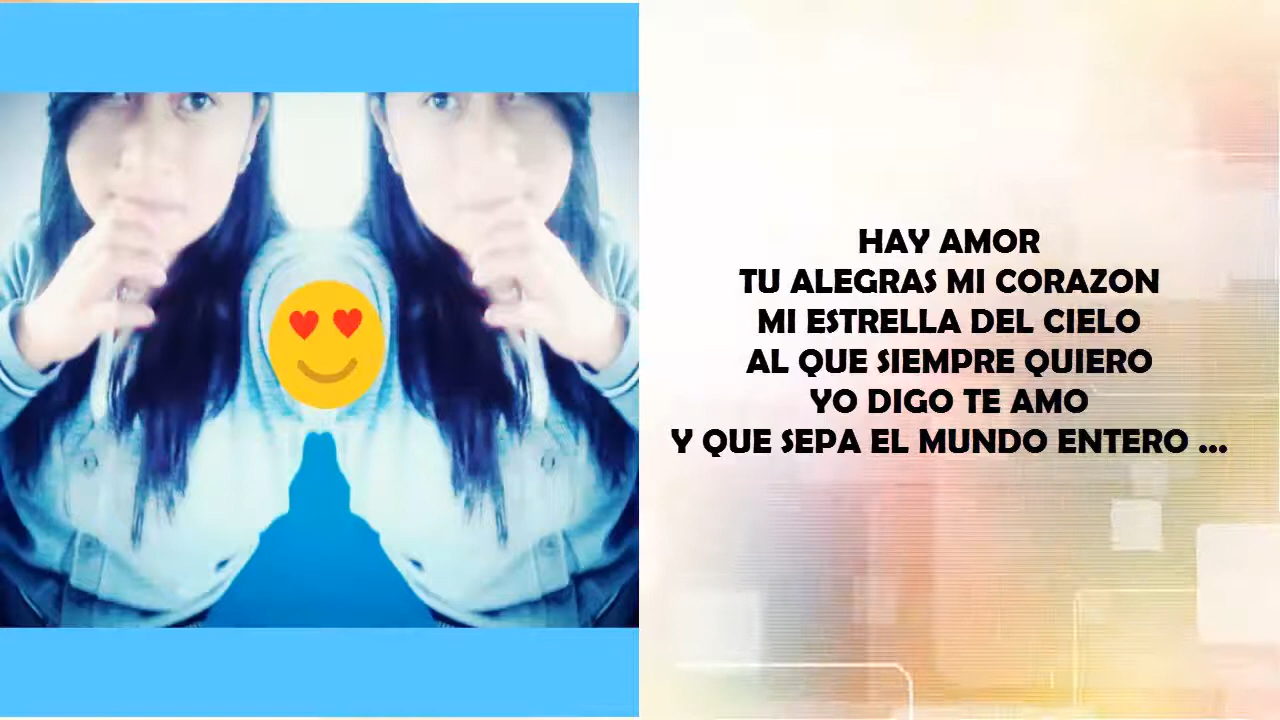 HAY AMOR
TU ALEGRAS MI CORAZON
MI ESTRELLA DEL CIELO
AL QUE SIEMPRE QUIERO
YO DIGO TE AMO
Y QUE SEPA EL MUNDO ENTERO ...